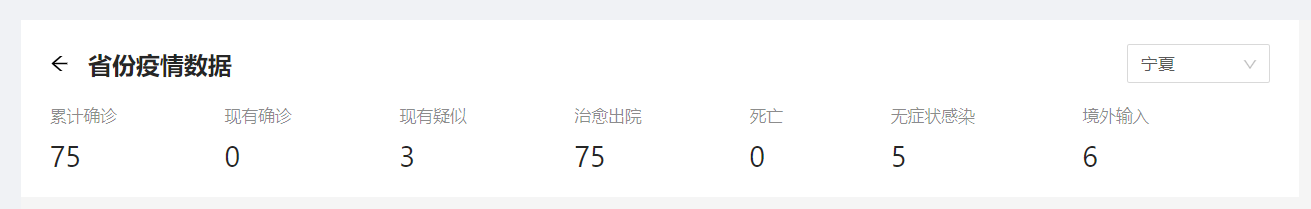 省份疫情数据 宁夏
累计确诊 现有确诊 现有疑似 治愈出院 死亡 无症状感染 境外输入
75 0 3 75 0 5 6